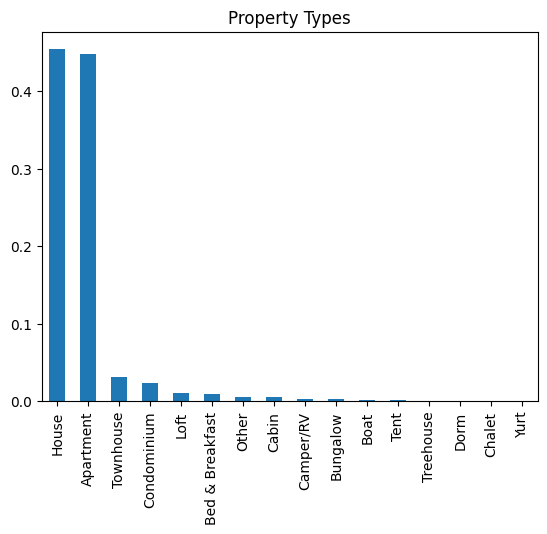 Property Types
0.4
0.3
0.2
0.1
0.0
House
Apartment
Townhouse
Condominium
Loft
Bed & Breakfast
Other
Cabin
Camper/RV
Bungalow
Boat
Tent
Treehouse
Dorm
Chalet
Yurt